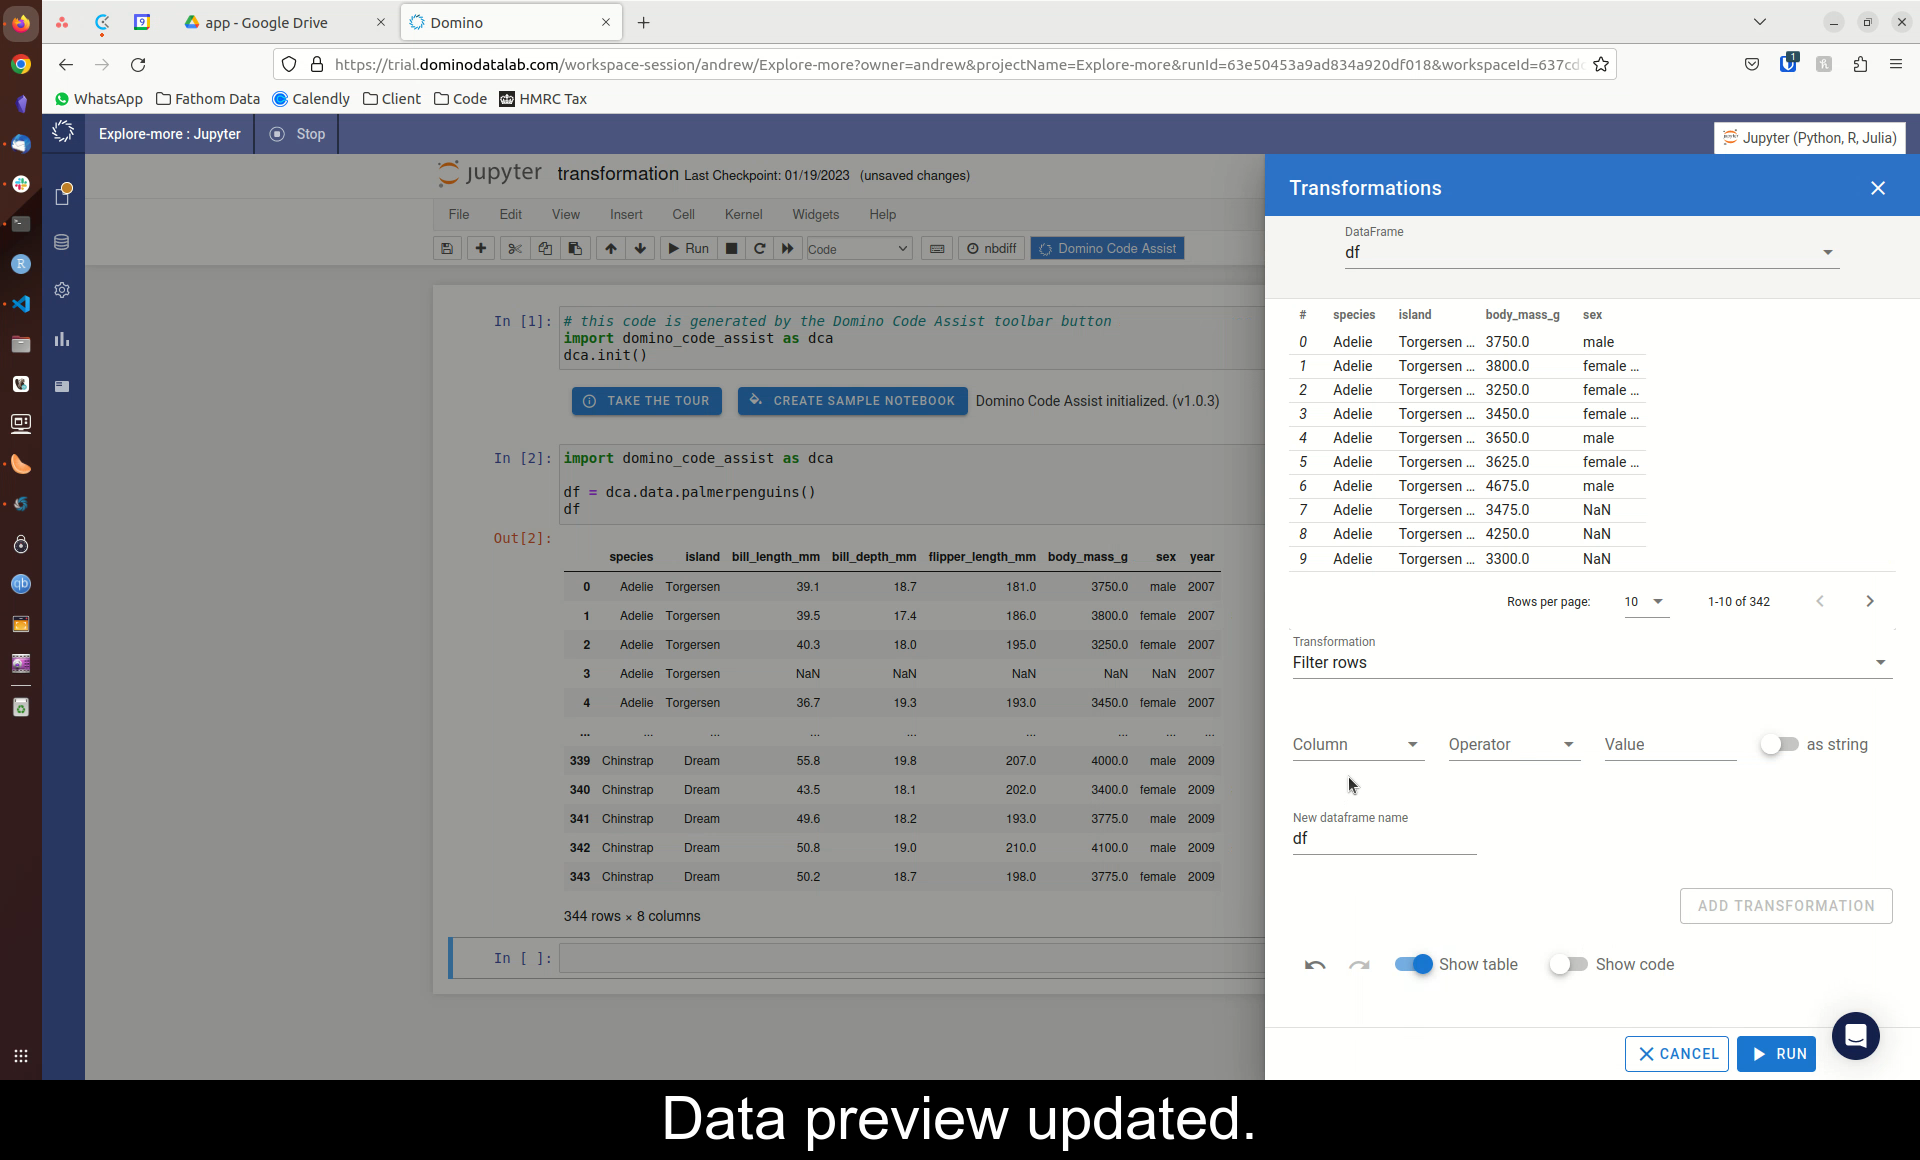 app - Google Drive
Domino
https://trial.dominodatalab.com/workspace-session/andrew/Explore-more?owner=andrew&projectName=Explore-more&runId=63e50453a9ad834a920df018&workspaceId=637cd
WhatsApp Fathom Data Calendly Client Code HMRC Tax
Explore-more : Jupyter Stop Jupyter (Python, R, Julia)
jupyter transformation Last Checkpoint: 01/19/2023 (unsaved changes)
File Edit View Insert Cell Kernel Widgets Help
Run Code nbdiff Domino Code Assist
In [1]: # this code is generated by the Domino Code Assist toolbar button
import domino_code_assist as dca
dca.init()
TAKE THE TOUR CREATE SAMPLE NOTEBOOK Domino Code Assist initialized. (v1.0.3)
In [2]: import domino_code_assist as dca
df = dca.data.palmerpenguins()
df
Out[2]:
species island bill_length_mm bill_depth_mm flipper_length_mm body_mass_g sex year
0 Adelie Torgersen 39.1 18.7 181.0 3750.0 male 2007
1 Adelie Torgersen 39.5 17.4 186.0 3800.0 female 2007
2 Adelie Torgersen 40.3 18.0 195.0 3250.0 female 2007
3 Adelie Torgersen NaN NaN NaN NaN NaN 2007
4 Adelie Torgersen 36.7 19.3 193.0 3450.0 female 2007
... ... ... ... ... ... ... ... ...
339 Chinstrap Dream 55.8 19.8 207.0 4000.0 male 2009
340 Chinstrap Dream 43.5 18.1 202.0 3400.0 female 2009
341 Chinstrap Dream 49.6 18.2 193.0 3775.0 male 2009
342 Chinstrap Dream 50.8 19.0 210.0 4100.0 male 2009
343 Chinstrap Dream 50.2 18.7 198.0 3775.0 female 2009
344 rows × 8 columns
In [ ]:
Transformations
DataFrame
df
# species island body_mass_g sex
0 Adelie Torgersen ... 3750.0 male
1 Adelie Torgersen ... 3800.0 female ...
2 Adelie Torgersen ... 3250.0 female ...
3 Adelie Torgersen ... 3450.0 female ...
4 Adelie Torgersen ... 3650.0 male
5 Adelie Torgersen ... 3625.0 female ...
6 Adelie Torgersen ... 4675.0 male
7 Adelie Torgersen ... 3475.0 NaN
8 Adelie Torgersen ... 4250.0 NaN
9 Adelie Torgersen ... 3300.0 NaN
Rows per page: 10 1-10 of 342
Transformation
Filter rows
Column Operator Value as string
New dataframe name
df
ADD TRANSFORMATION
Show table Show code
CANCEL RUN
Data preview updated.